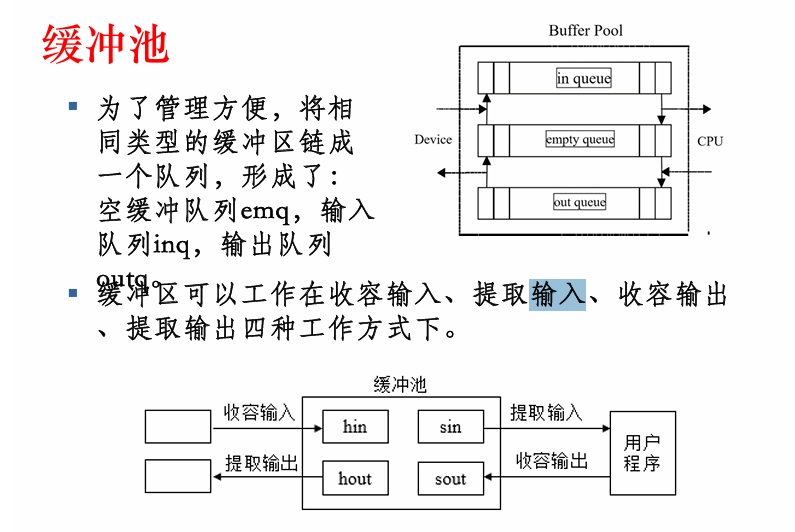 缓冲池
为了管理方便，将相
同类型的缓冲区链成
一个队列，形成了：
空缓冲队列emq，输入
队列inq，输出队列
outq。
Buffer Pool
in queue
Device
empty queue
CPU
out queue
缓冲区可以工作在收容输入、提取输入、收容输出
、提取输出四种工作方式下。
缓冲池
收容输入
hin
sin
提取输入
用户
程序
提取输出
hout
sout
收容输出